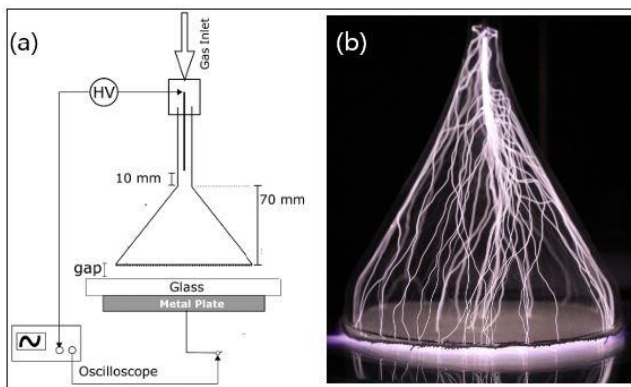 (a)
Gas Inlet
HV
10 mm
70 mm
gap
Glass
Metal Plate
Oscilloscope
(b)